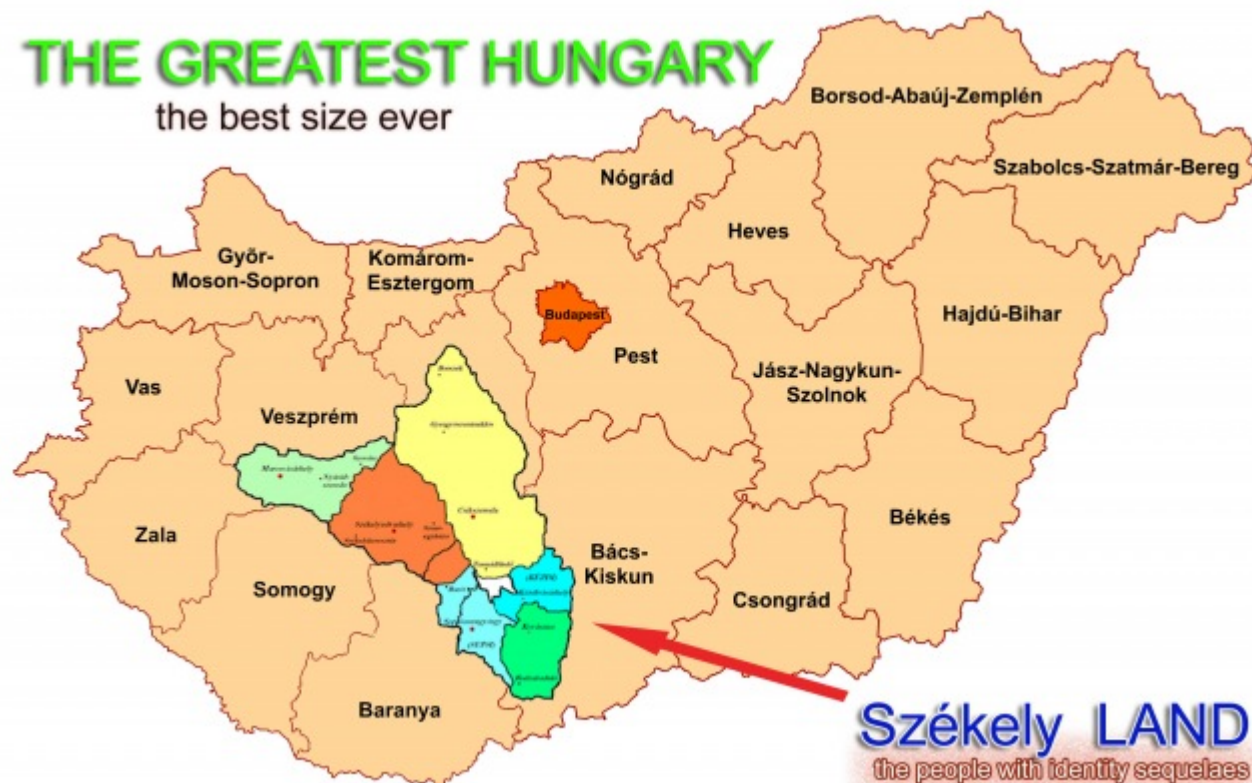 THE GREATEST HUNGARY
the best size ever
Borsod-Abaúj-Zemplén
Szabolcs-Szatmár-Bereg
Nógrád
Heves
Győr-
Moson-Sopron
Komárom-
Esztergom
Budapest
Pest
Hajdú-Bihar
Jász-Nagykun-
Szolnok
Vas
Veszprém
Zala
Somogy
Bács-
Kiskun
Békés
Csongrád
Baranya
Székely LAND
the people with identity sequelaes